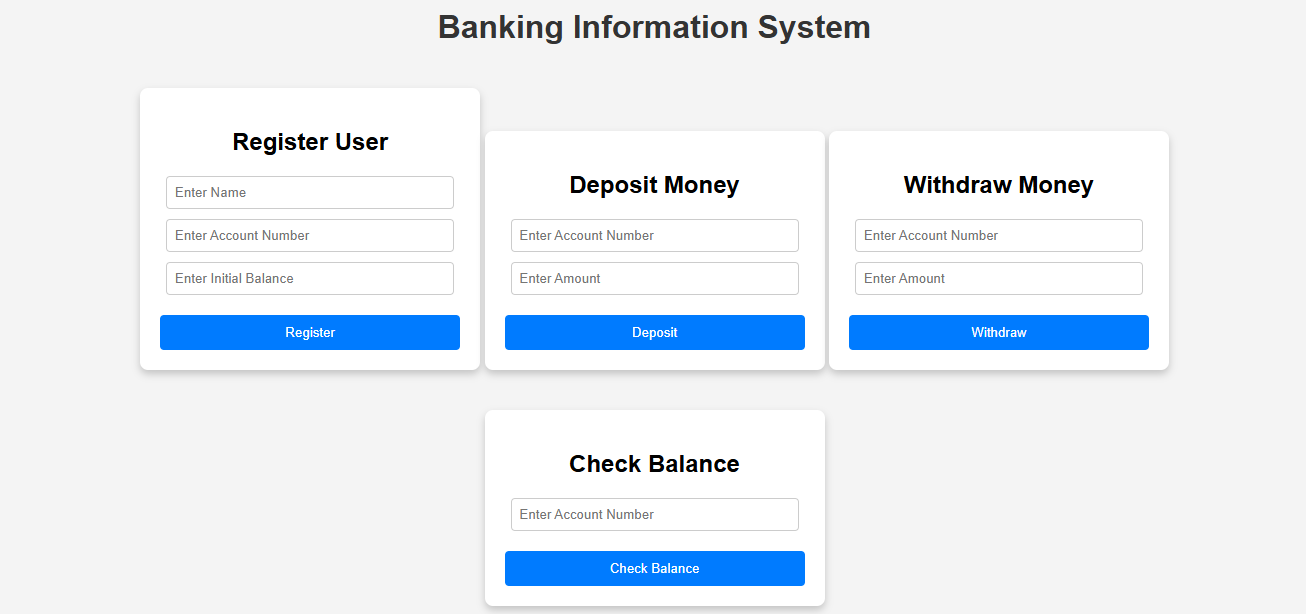 Banking Information System
Register User
Enter Name
Enter Account Number
Enter Initial Balance
Register
Deposit Money
Enter Account Number
Enter Amount
Deposit
Withdraw Money
Enter Account Number
Enter Amount
Withdraw
Check Balance
Enter Account Number
Check Balance